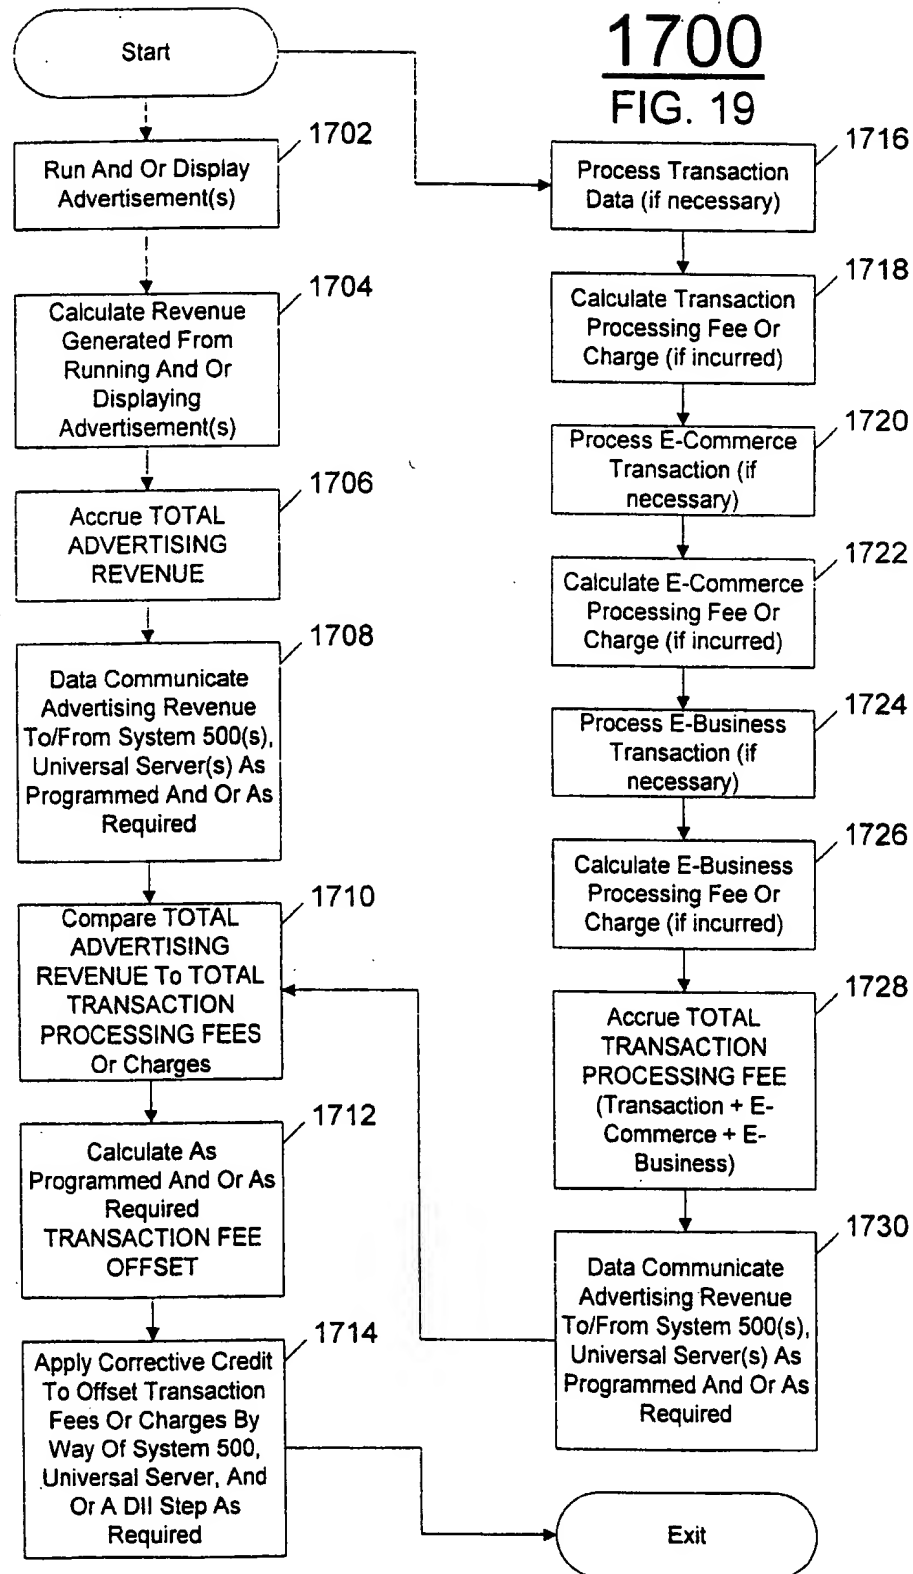 1700
FIG. 19
Start
1702
Run And Or Display
Advertisement(s)
1704
Calculate Revenue
Generated From
Running And Or
Displaying
Advertisement(s)
1706
Accrue TOTAL
ADVERTISING
REVENUE
1708
Data Communicate
Advertising Revenue
To/From System 500(s),
Universal Server(s) As
Programmed And Or As
Required
1710
Compare TOTAL
ADVERTISING
REVENUE To TOTAL
TRANSACTION
PROCESSING FEES
Or Charges
1712
Calculate As
Programmed And Or As
Required
TRANSACTION FEE
OFFSET
1714
Apply Corrective Credit
To Offset Transaction
Fees Or Charges By
Way Of System 500,
Universal Server, And
Or A DII Step As
Required
1716
Process Transaction
Data (if necessary)
1718
Calculate Transaction
Processing Fee Or
Charge (if incurred)
1720
Process E-Commerce
Transaction (if
necessary)
1722
Calculate E-Commerce
Processing Fee Or
Charge (if incurred)
1724
Process E-Business
Transaction (if
necessary)
1726
Calculate E-Business
Processing Fee Or
Charge (if incurred)
1728
Accrue TOTAL
TRANSACTION
PROCESSING FEE
(Transaction + E-
Commerce + E-
Business)
1730
Data Communicate
Advertising Revenue
To/From System 500(s),
Universal Server(s) As
Programmed And Or As
Required
Exit